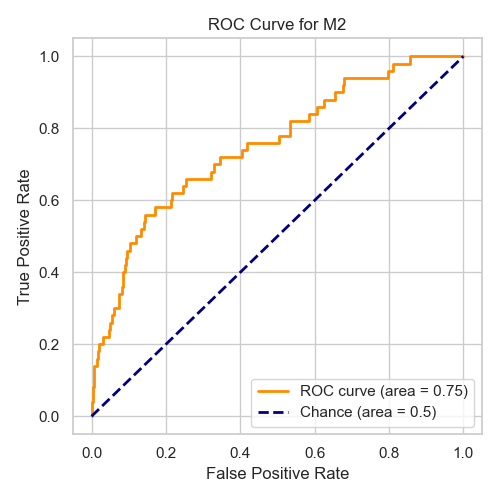 ROC Curve for M2
True Positive Rate
1.0
0.8
0.6
0.4
0.2
0.0
ROC curve (area = 0.75)
Chance (area = 0.5)
0.0 0.2 0.4 0.6 0.8 1.0
False Positive Rate